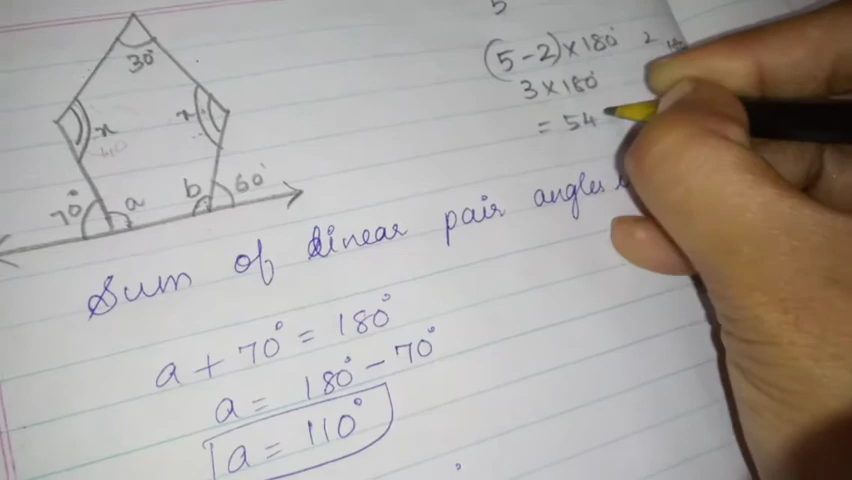 5
(5-2)×180°
3×180°
= 54
30°
x
x
70°
a
b
60°
Sum of linear pair angles
a + 70° = 180°
a = 180° - 70°
a = 110°